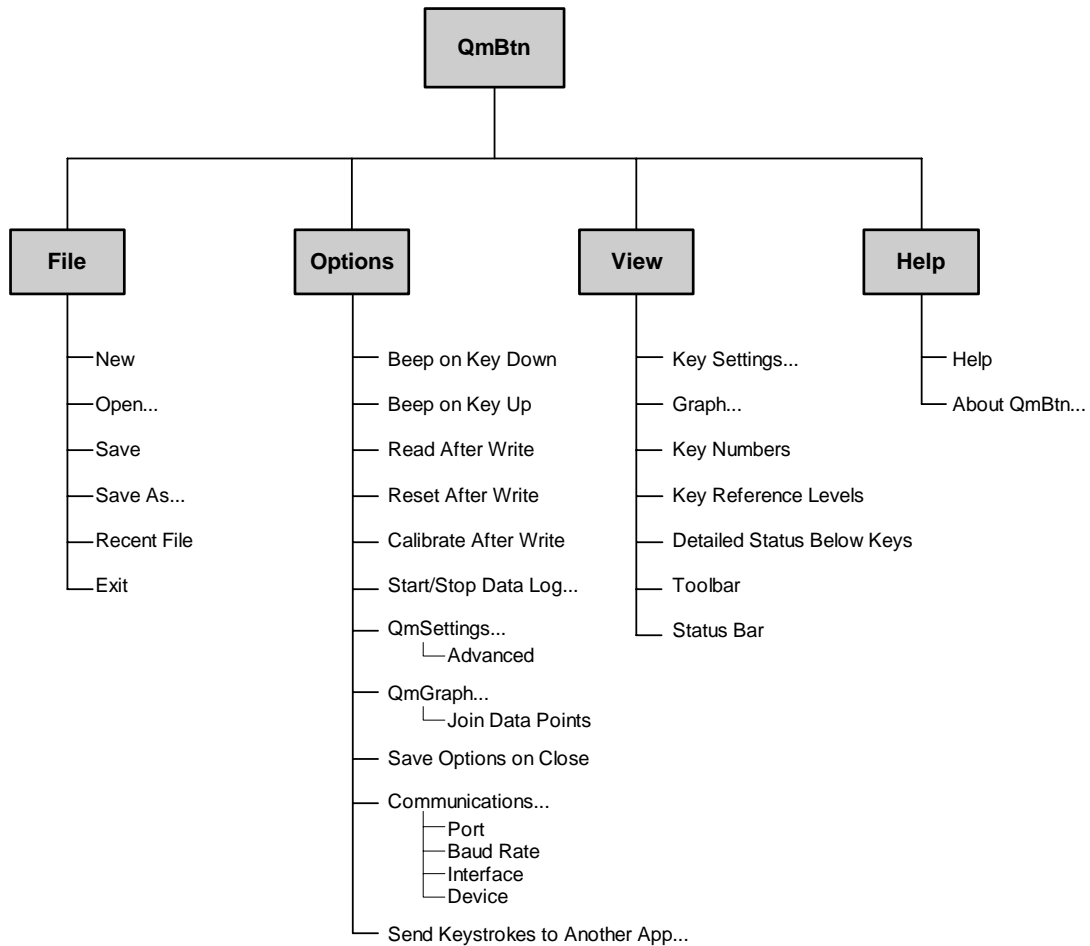 QmBtn
File
New
Open...
Save
Save As...
Recent File
Exit
Options
Beep on Key Down
Beep on Key Up
Read After Write
Reset After Write
Calibrate After Write
Start/Stop Data Log...
QmSettings...
Advanced
QmGraph...
Join Data Points
Save Options on Close
Communications...
Port
Baud Rate
Interface
Device
Send Keystrokes to Another App...
View
Key Settings...
Graph...
Key Numbers
Key Reference Levels
Detailed Status Below Keys
Toolbar
Status Bar
Help
Help
About QmBtn...